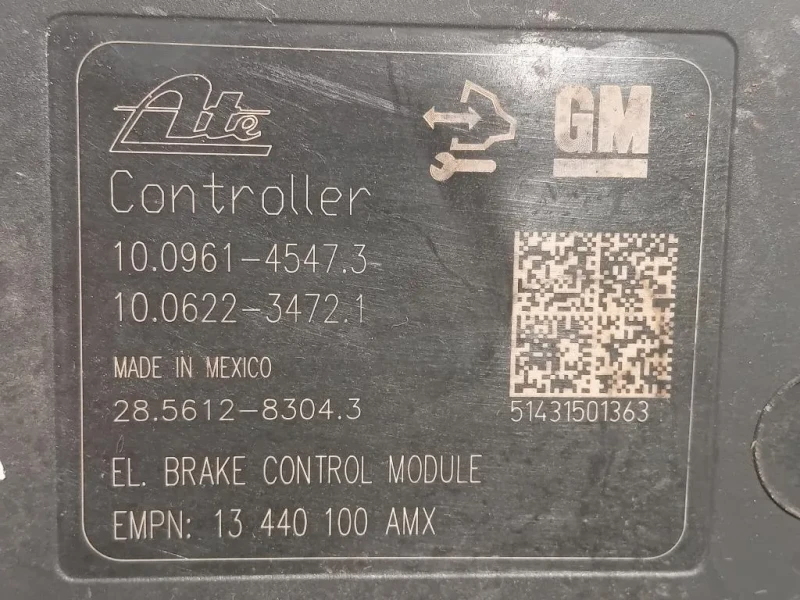 Ate
GM
Controller
10.0961-4547.3
10.0622-3472.1
MADE IN MEXICO
28.5612-8304.3
51431501363
EL. BRAKE CONTROL MODULE
EMPN: 13 440 100 AMX